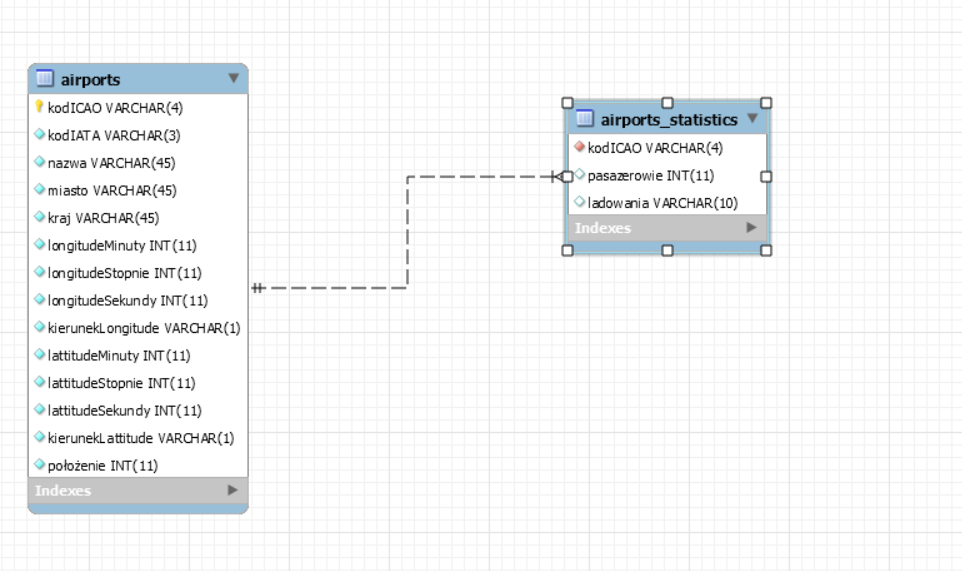 airports
kodICAO VARCHAR(4)
kodIATA VARCHAR(3)
nazwa VARCHAR(45)
miasto VARCHAR(45)
kraj VARCHAR(45)
longitudeMinuty INT(11)
longitudeStopnie INT(11)
longitudeSekundy INT(11)
kierunekLongitude VARCHAR(1)
lattitudeMinuty INT(11)
lattitudeStopnie INT(11)
lattitudeSekundy INT(11)
kierunekLattitude VARCHAR(1)
położenie INT(11)
Indexes
airports_statistics
kodICAO VARCHAR(4)
pasazerowie INT(11)
ladowania VARCHAR(10)
Indexes